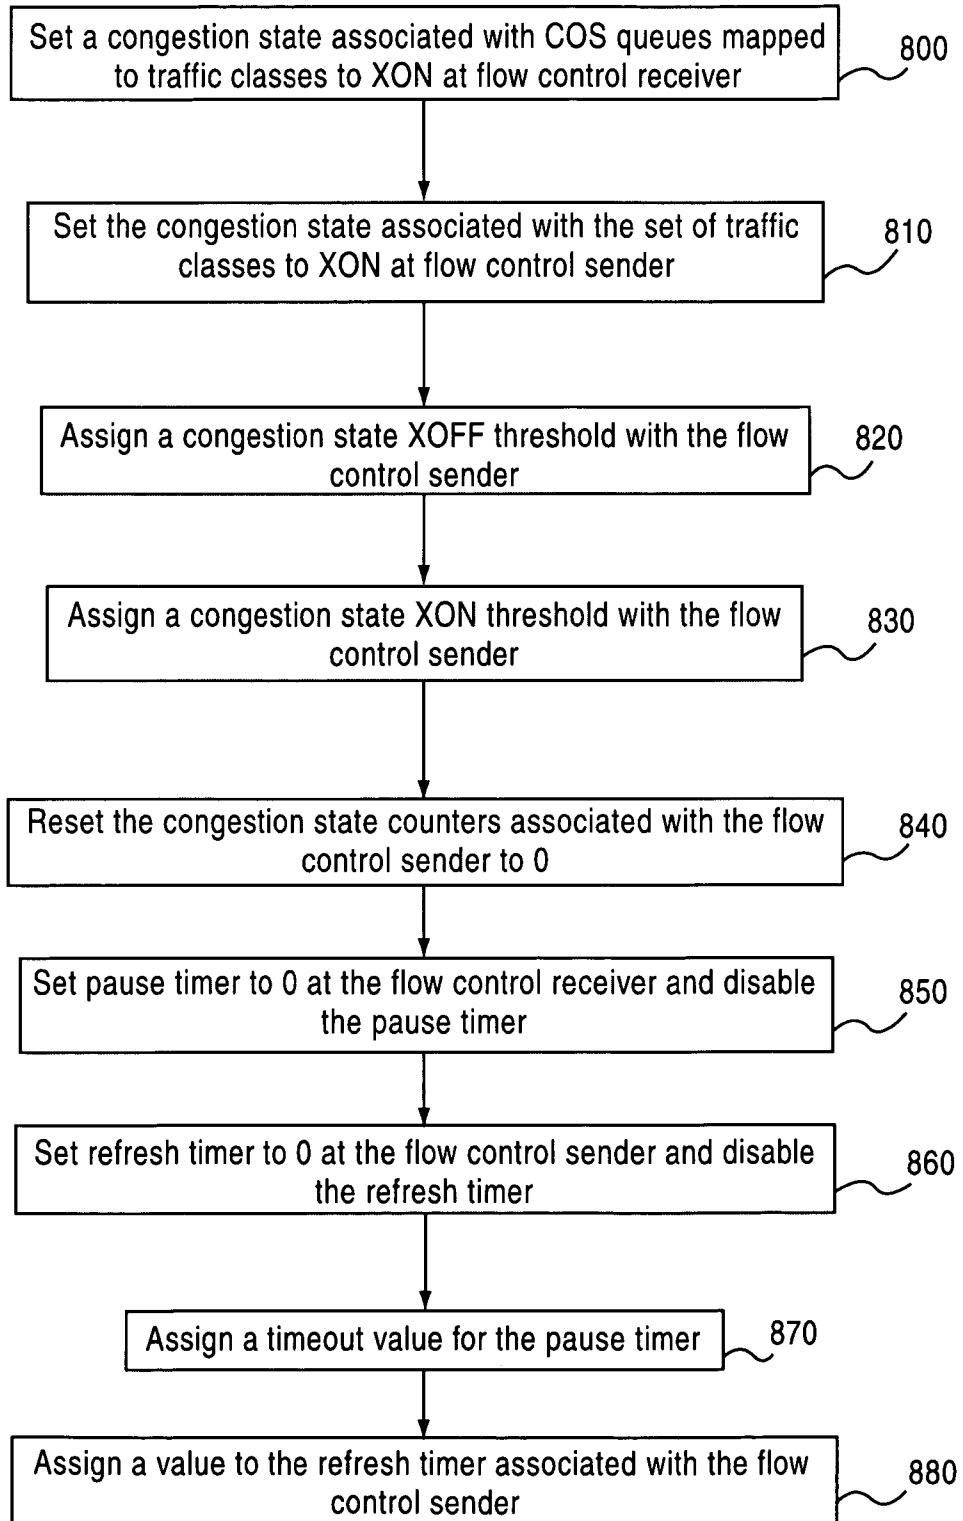 Set a congestion state associated with COS queues mapped
to traffic classes to XON at flow control receiver
800
Set the congestion state associated with the set of traffic
classes to XON at flow control sender
810
Assign a congestion state XOFF threshold with the flow
control sender
820
Assign a congestion state XON threshold with the flow
control sender
830
Reset the congestion state counters associated with the flow
control sender to 0
840
Set pause timer to 0 at the flow control receiver and disable
the pause timer
850
Set refresh timer to 0 at the flow control sender and disable
the refresh timer
860
Assign a timeout value for the pause timer
870
Assign a value to the refresh timer associated with the flow
control sender
880